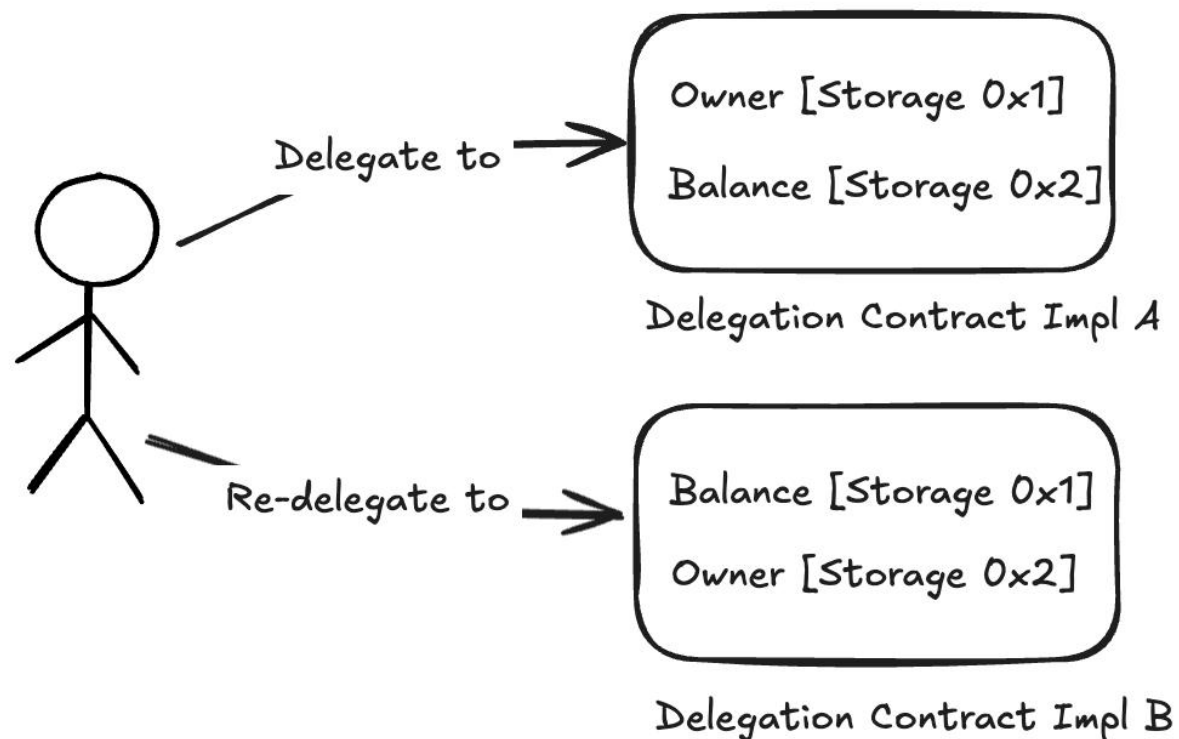 Delegate to
Owner [Storage 0x1]
Balance [Storage 0x2]
Delegation Contract Impl A
Re-delegate to
Balance [Storage 0x1]
Owner [Storage 0x2]
Delegation Contract Impl B